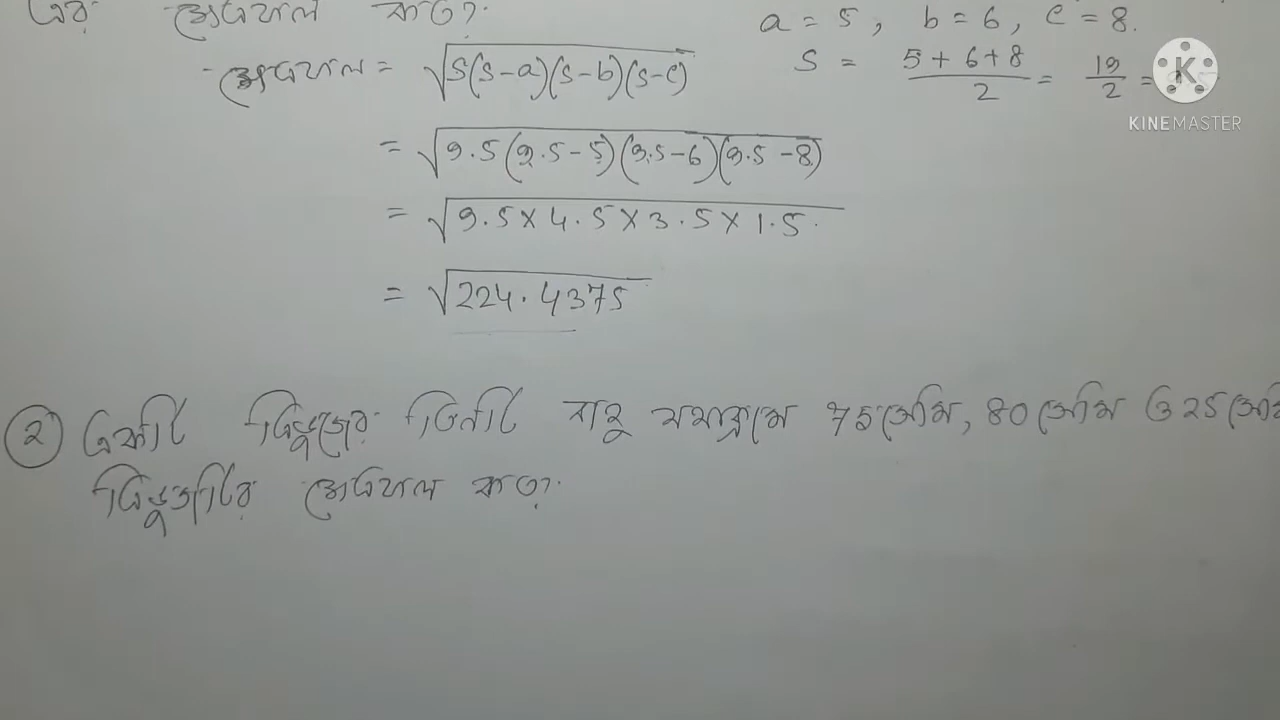 এর ক্ষেত্রফল কত?
a = 5, b = 6, c = 8.
ক্ষেত্রফল = √S(S-a)(S-b)(S-c)
S = 5+6+8/2 = 19/2 =
= √9.5(9.5-5)(9.5-6)(9.5-8)
= √9.5×4.5×3.5×1.5
= √224.4375
KINEMASTER
২ একটি ত্রিভুজের তিনটি বাহু যথাক্রমে 75 সেমি, 80 সেমি ও 25
ত্রিভুজটির ক্ষেত্রফল কত?